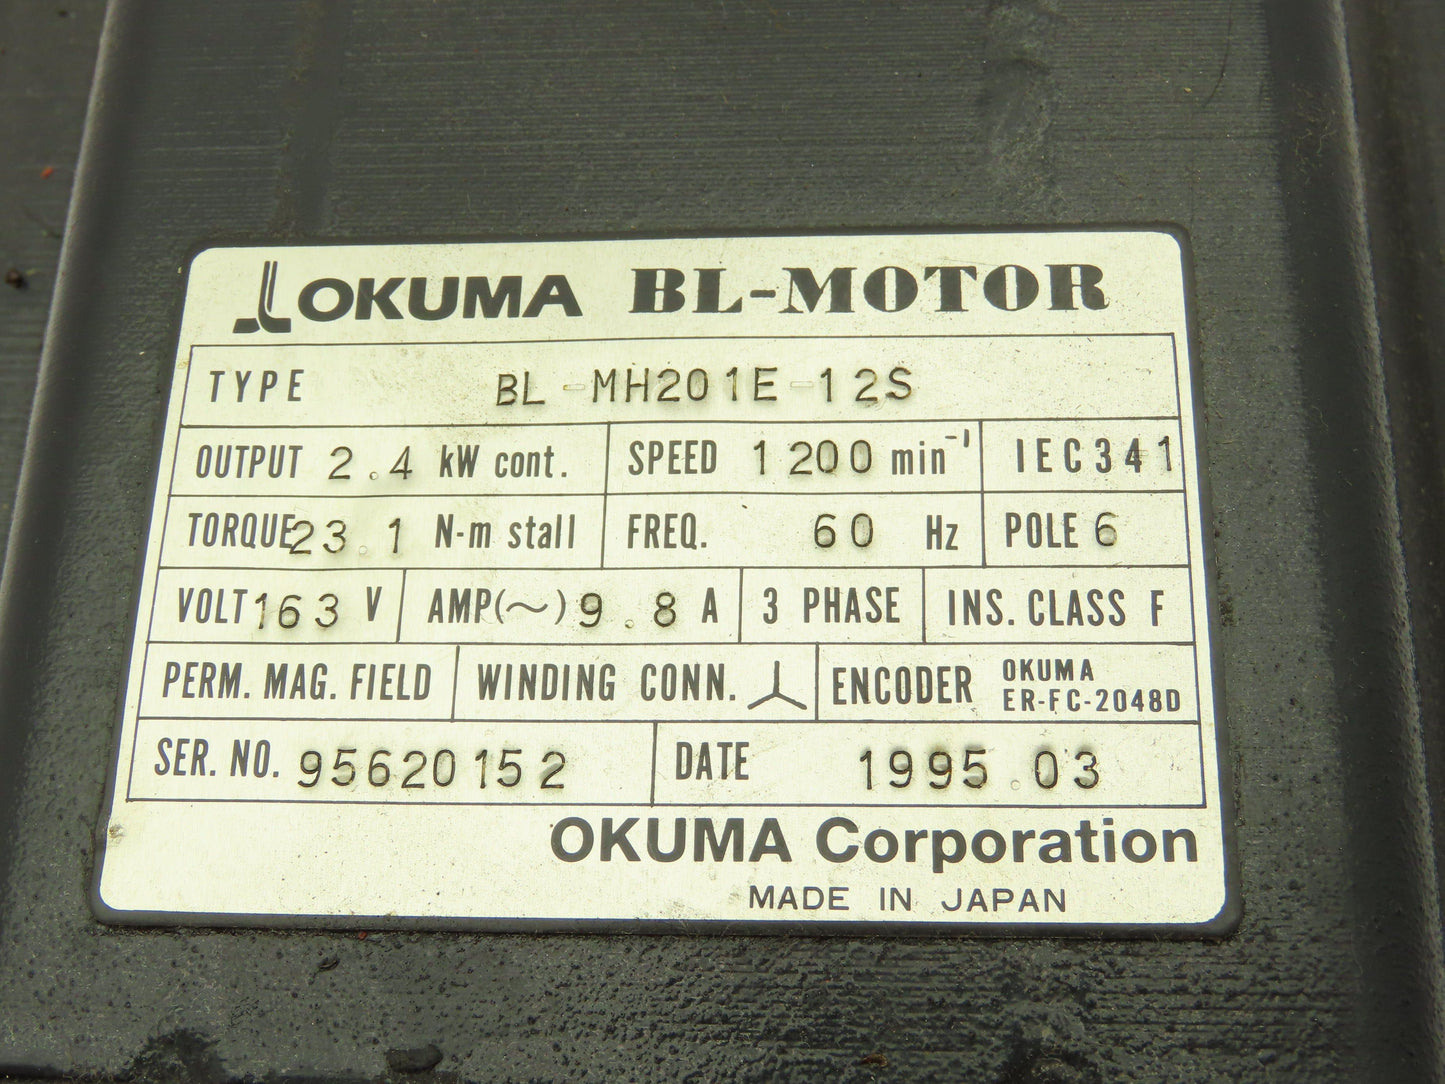 OKUMA BL-MOTOR
TYPE BL-MH201E-12S
OUTPUT 2.4 kW cont. SPEED 1200 min⁻¹ IEC341
TORQUE 23.1 N-m stall FREQ. 60 Hz POLE 6
VOLT 163 V AMP(～) 9.8 A 3 PHASE INS. CLASS F
PERM. MAG. FIELD WINDING CONN. ENCODER OKUMA
ER-FC-2048D
SER. NO. 95620152 DATE 1995.03
OKUMA Corporation
MADE IN JAPAN